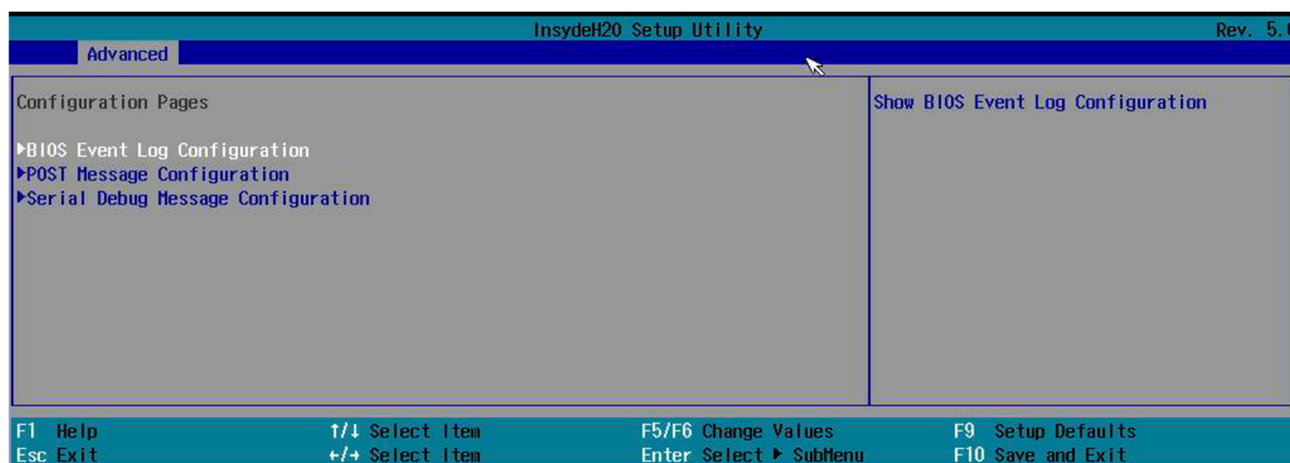 InsydeH20 Setup Utility Rev. 5.
Advanced
Configuration Pages
Show BIOS Event Log Configuration
▶BIOS Event Log Configuration
▶POST Message Configuration
▶Serial Debug Message Configuration
F1 Help ↑/↓ Select Item F5/F6 Change Values F9 Setup Defaults
Esc Exit ←/→ Select Item Enter Select ▶ SubMenu F10 Save and Exit